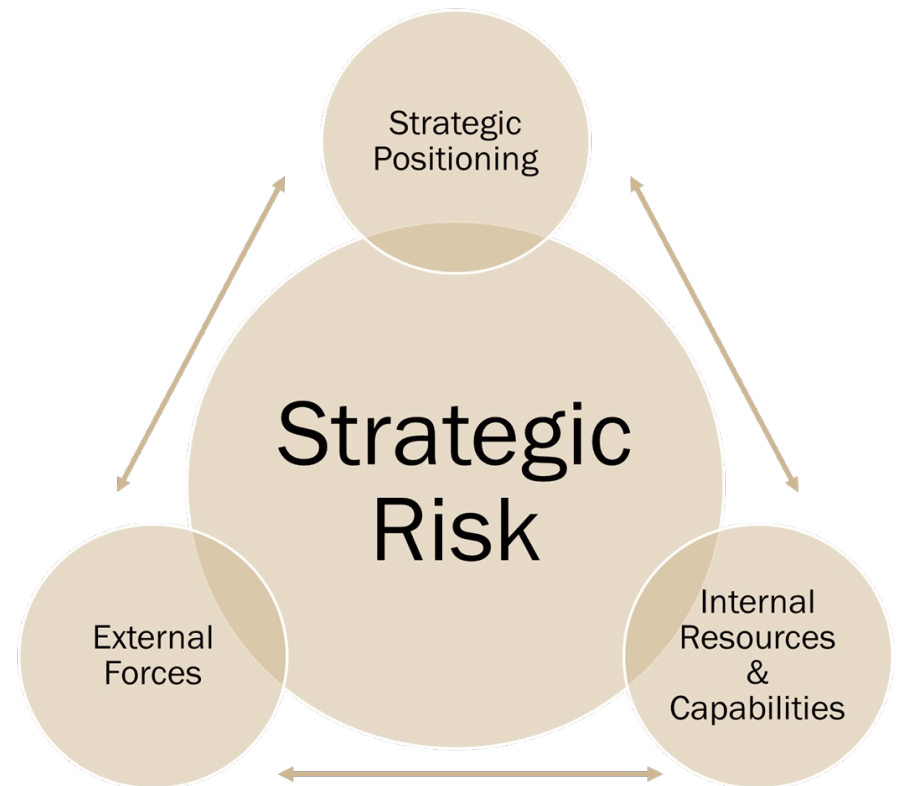 Strategic
Positioning
Strategic
Risk
External
Forces
Internal
Resources
&
Capabilities